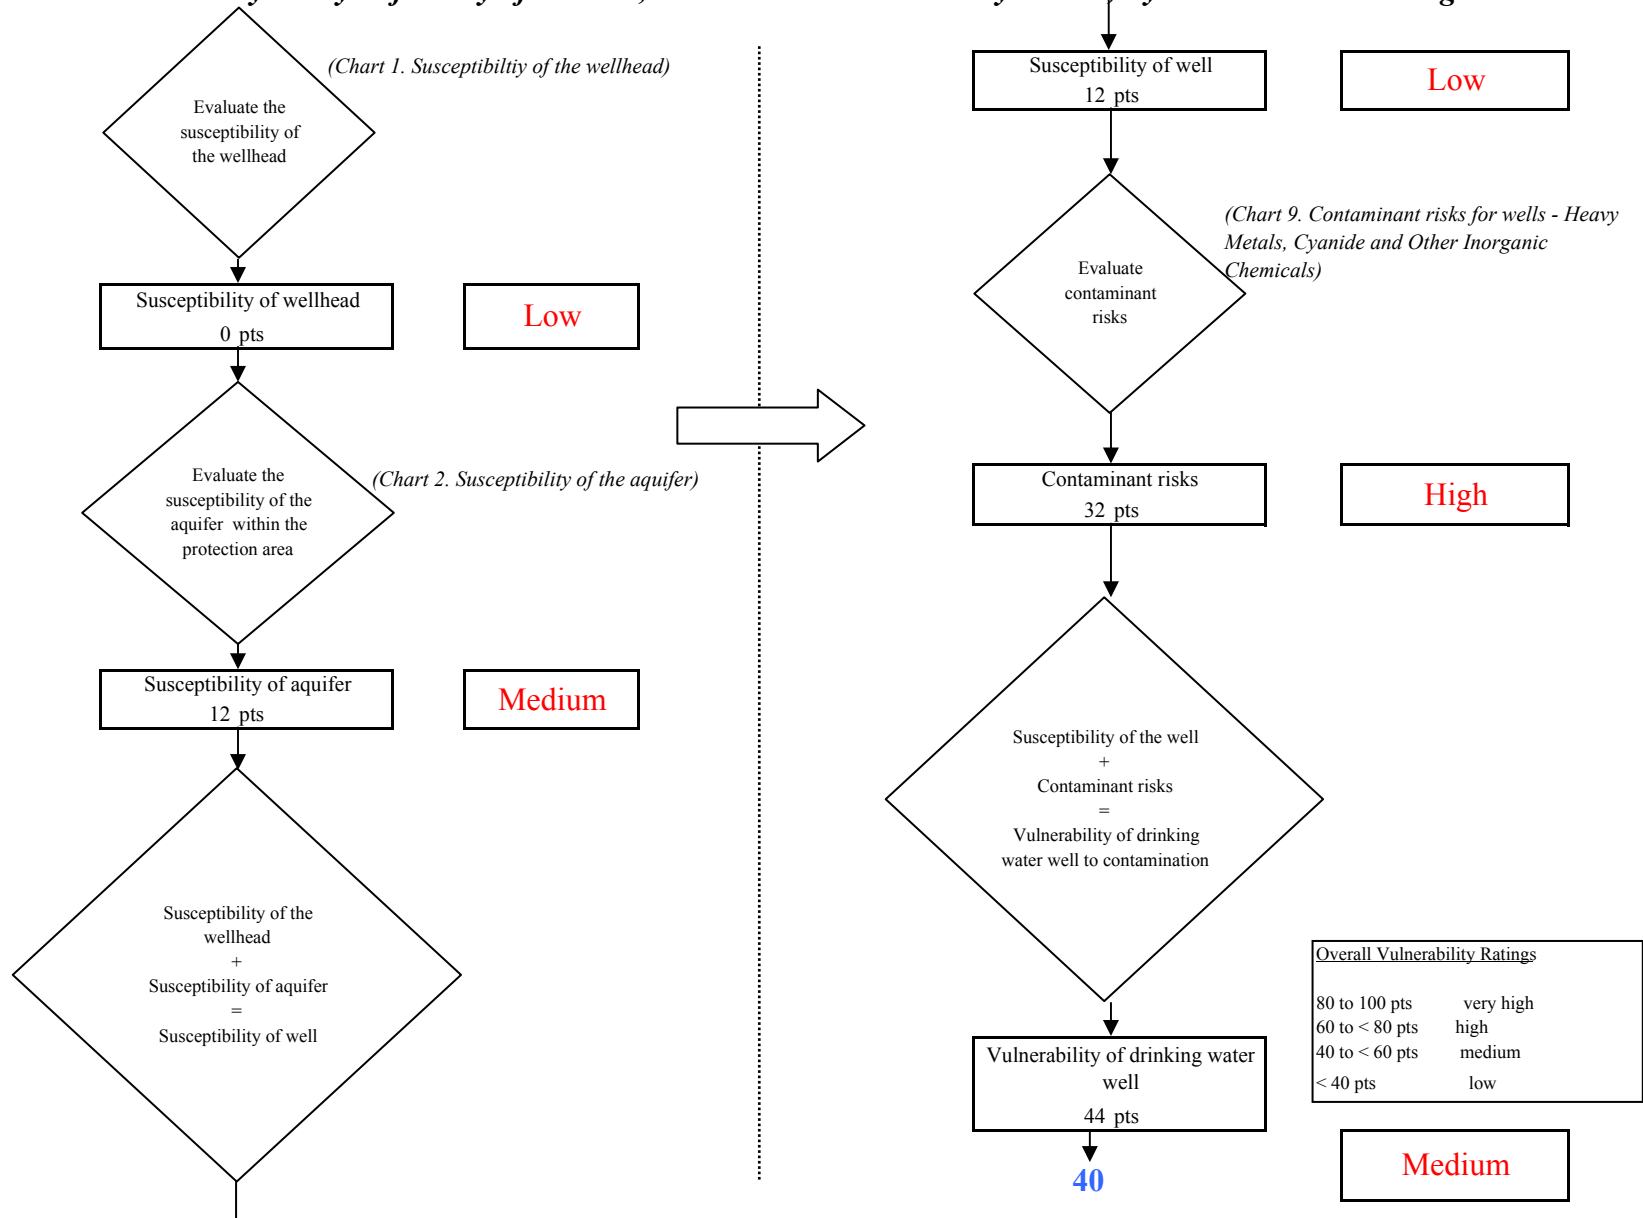 (Chart 1. Susceptibiltiy of the wellhead)
Evaluate the
susceptibility of
the wellhead
Susceptibility of wellhead
0 pts
Low
Evaluate the
susceptibility of the
aquifer within the
protection area
(Chart 2. Susceptibility of the aquifer)
Susceptibility of aquifer
12 pts
Medium
Susceptibility of the
wellhead
+
Susceptibility of aquifer
=
Susceptibility of well
Susceptibility of well
12 pts
Low
(Chart 9. Contaminant risks for wells - Heavy
Metals, Cyanide and Other Inorganic
Chemicals)
Evaluate
contaminant
risks
Contaminant risks
32 pts
High
Susceptibility of the well
+
Contaminant risks
=
Vulnerability of drinking
water well to contamination
Overall Vulnerability Ratings
80 to 100 pts very high
60 to < 80 pts high
40 to < 60 pts medium
< 40 pts low
Vulnerability of drinking water
well
44 pts
40
Medium